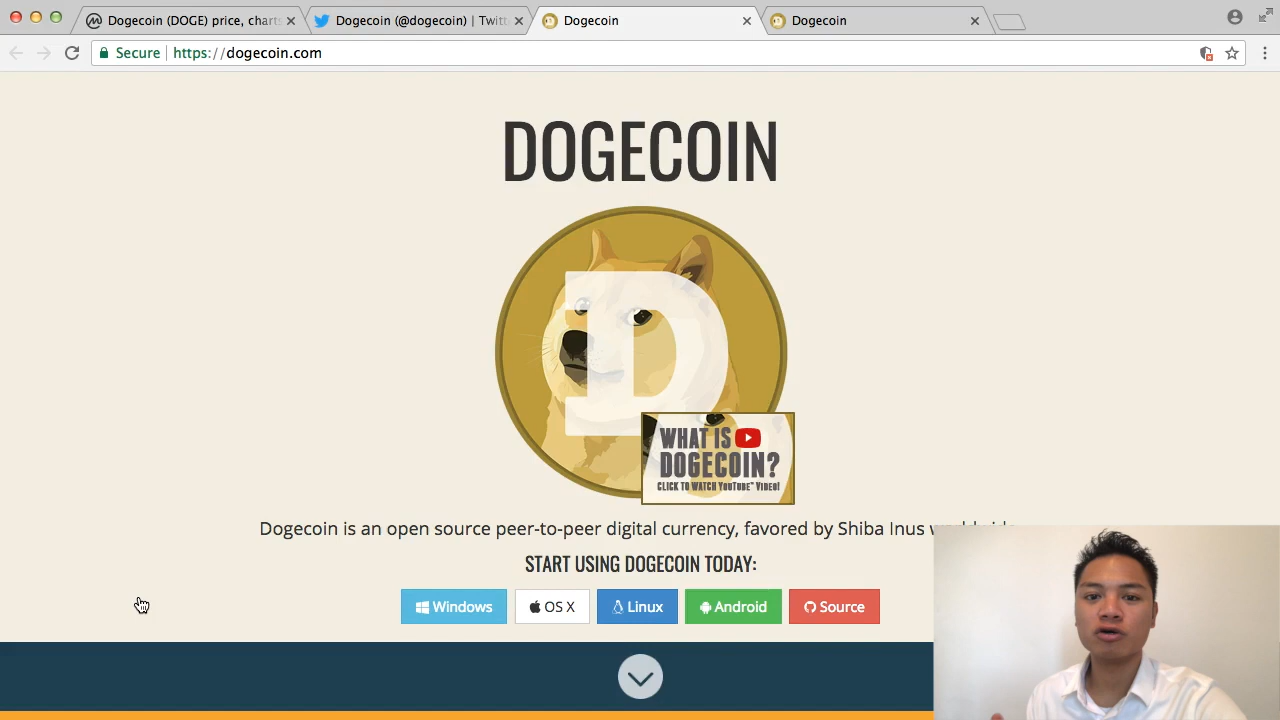 Dogecoin (DOGE) price, charts
Dogecoin (@dogecoin) | Twitt
Dogecoin
Dogecoin
Secure
https://dogecoin.com
DOGECOIN
D
WHAT IS
DOGECOIN?
CLICK TO WATCH YOUTUBE™ VIDEO!
Dogecoin is an open source peer-to-peer digital currency, favored by Shiba Inus
START USING DOGECOIN TODAY:
Windows
OS X
Linux
Android
Source